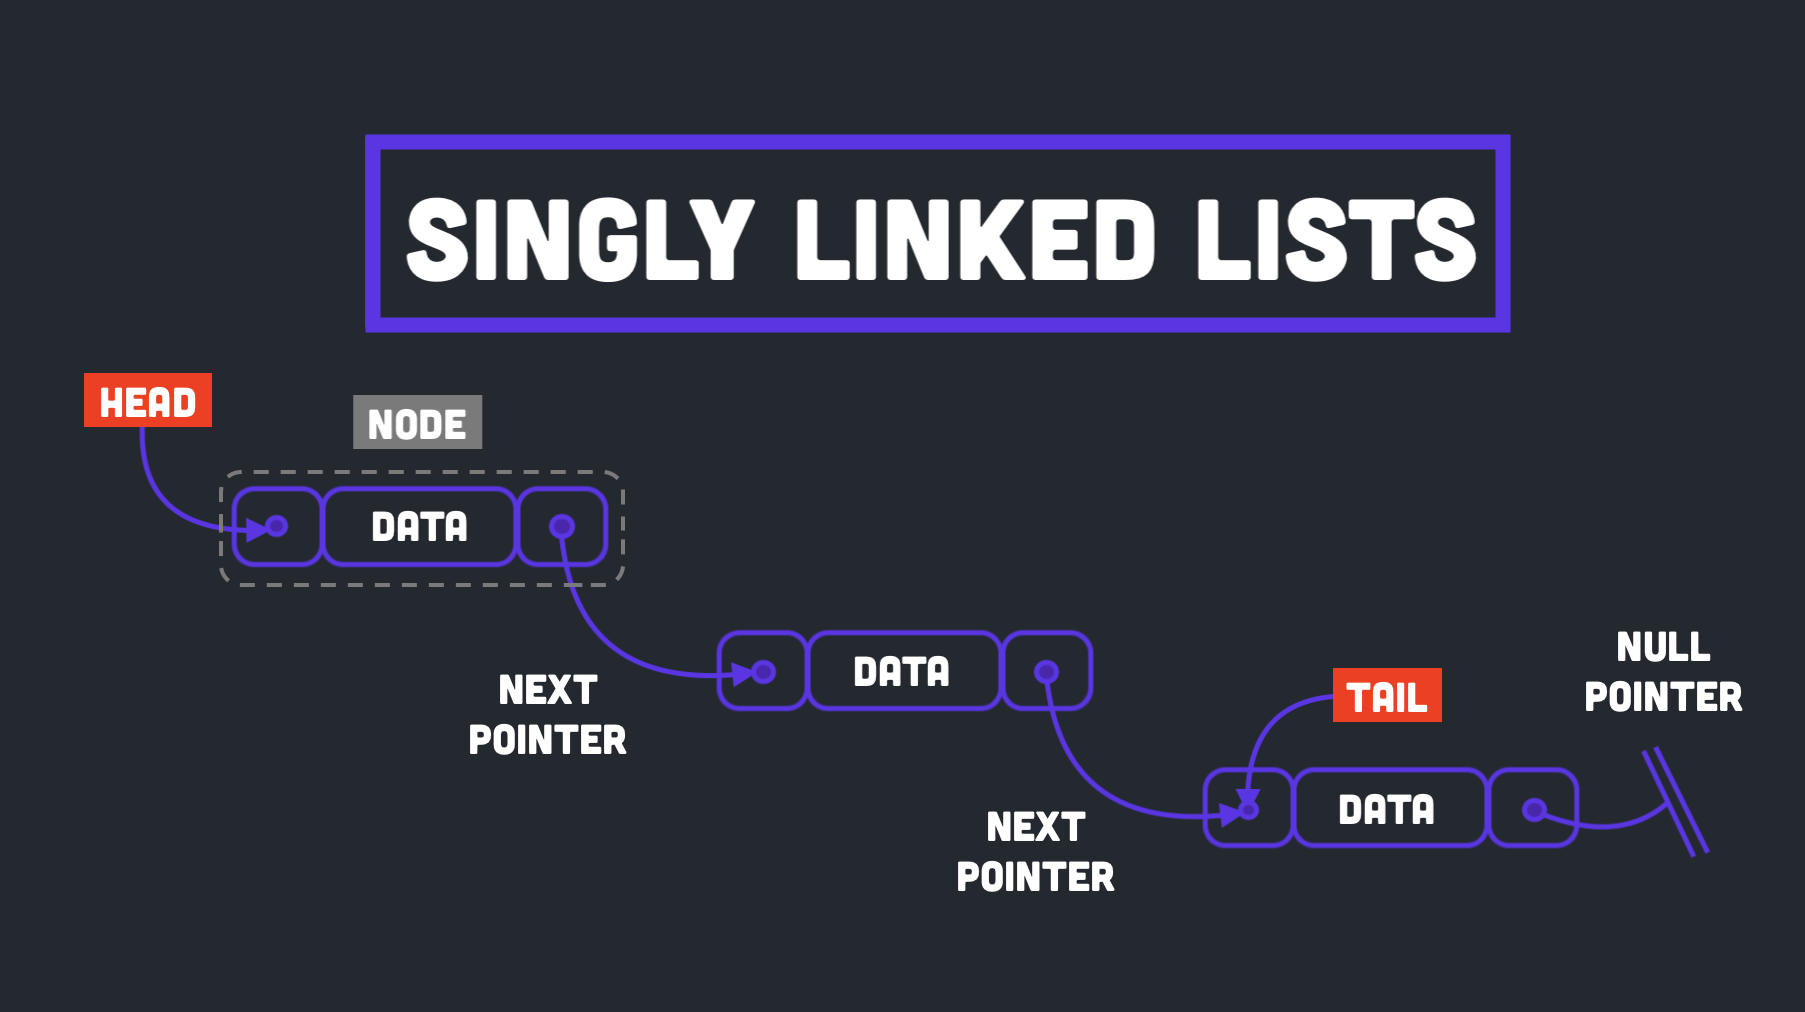 SINGLY LINKED LISTS
HEAD
NODE
DATA
NEXT
POINTER
DATA
NEXT
POINTER
TAIL
DATA
NULL
POINTER